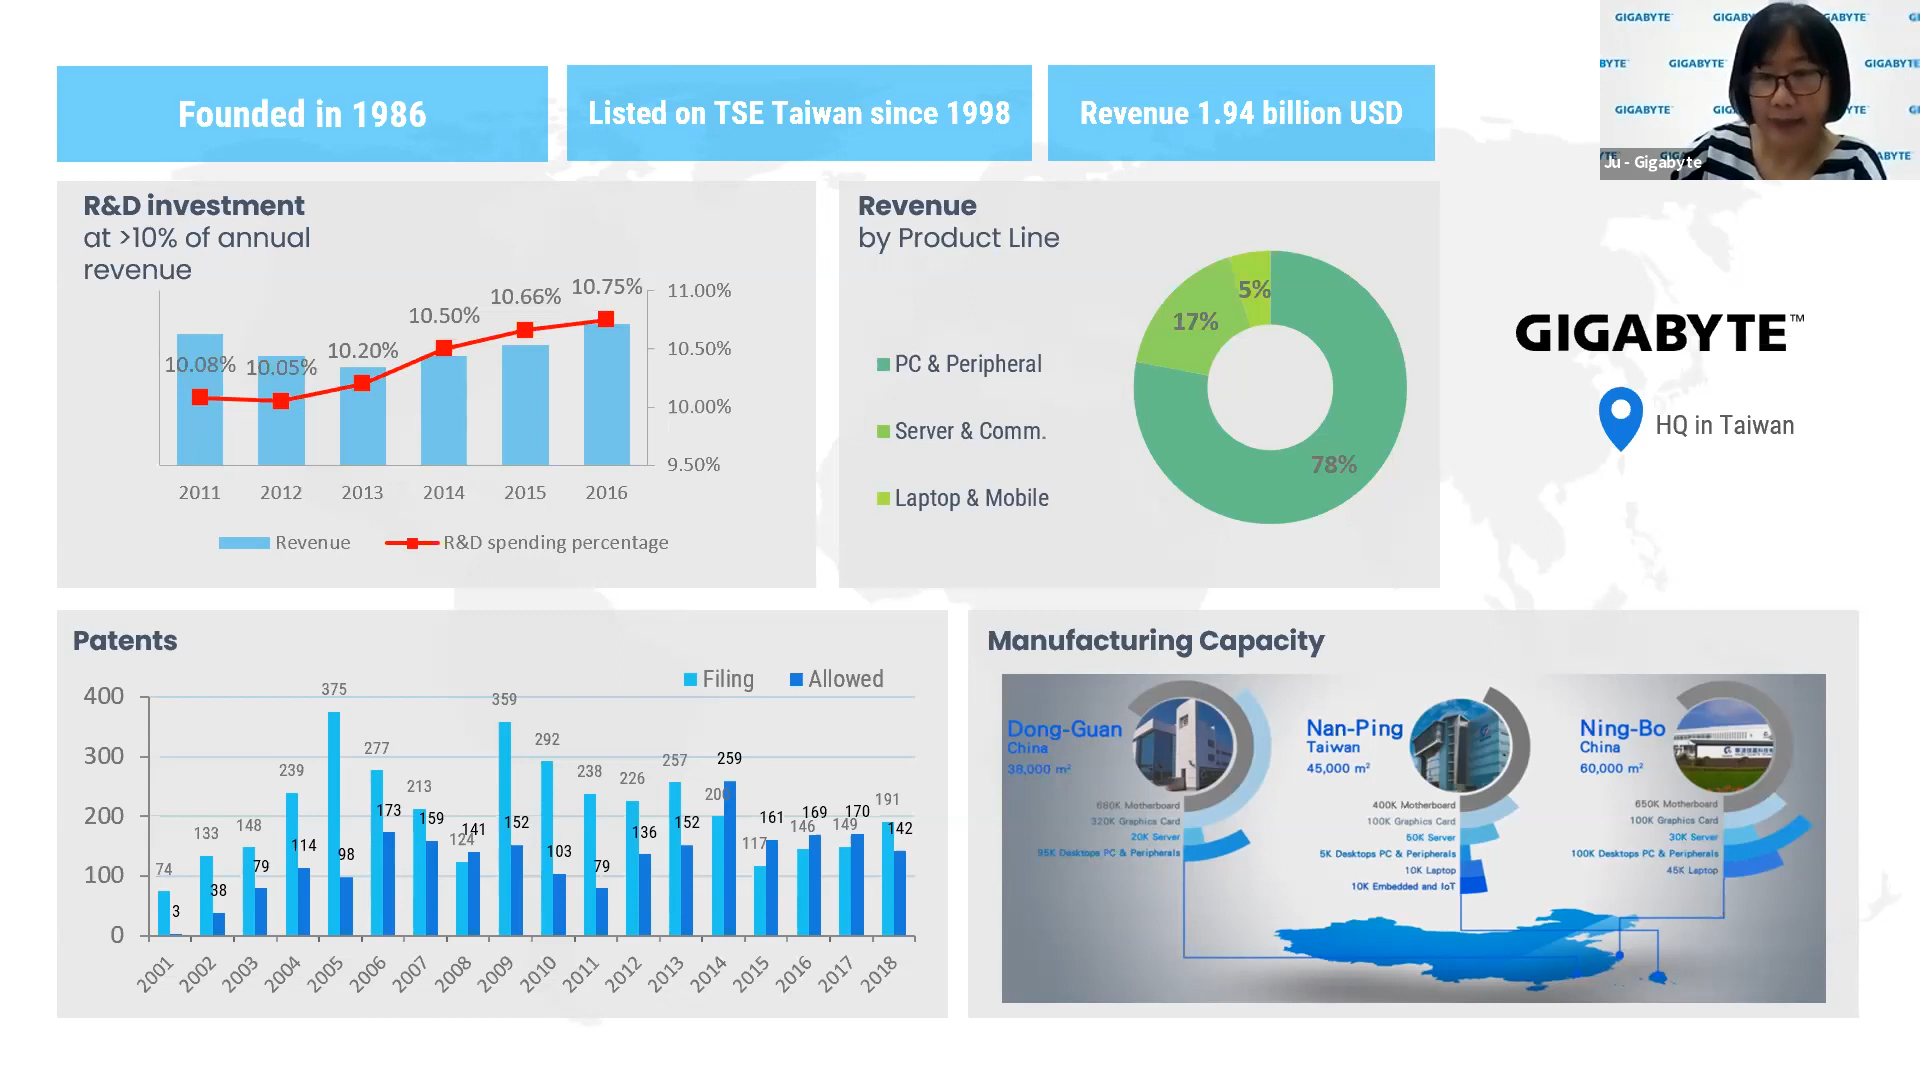 Founded in 1986
Listed on TSE Taiwan since 1998
Revenue 1.94 billion USD
GIGABYTE
Ju - Gigabyte
R&D investment
at >10% of annual
revenue
10.08%
10.05%
10.20%
10.50%
10.66%
10.75%
11.00%
10.50%
10.00%
9.50%
2011 2012 2013 2014 2015 2016
Revenue R&D spending percentage
Revenue
by Product Line
PC & Peripheral
Server & Comm.
Laptop & Mobile
5%
17%
78%
GIGABYTE™
HQ in Taiwan
Patents
Filing Allowed
400
300
200
100
0
74 133 148 239 375 277 213 124 359 292 238 226 257 117 146 149 191
3 38 79 114 98 173 159 141 152 103 79 136 152 259 161 169 170 142
2001 2002 2003 2004 2005 2006 2007 2008 2009 2010 2011 2012 2013 2014 2015 2016 2017 2018
Manufacturing Capacity
Dong-Guan
China
38,000 m²
680K Motherboard
320K Graphics Card
20K Server
95K Desktops PC & Peripherals
Nan-Ping
Taiwan
45,000 m²
400K Motherboard
100K Graphics Card
50K Server
5K Desktops PC & Peripherals
10K Laptop
10K Embedded and IoT
Ning-Bo
China
60,000 m²
650K Motherboard
100K Graphics Card
30K Server
100K Desktops PC & Peripherals
45K Laptop